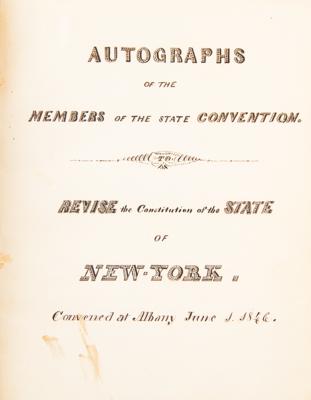 AUTOGRAPHS
OF THE
MEMBERS OF THE STATE CONVENTION.
TO
REVISE the Constitution of the STATE
OF
NEW-YORK.
Convened at Albany June 1. 1846.